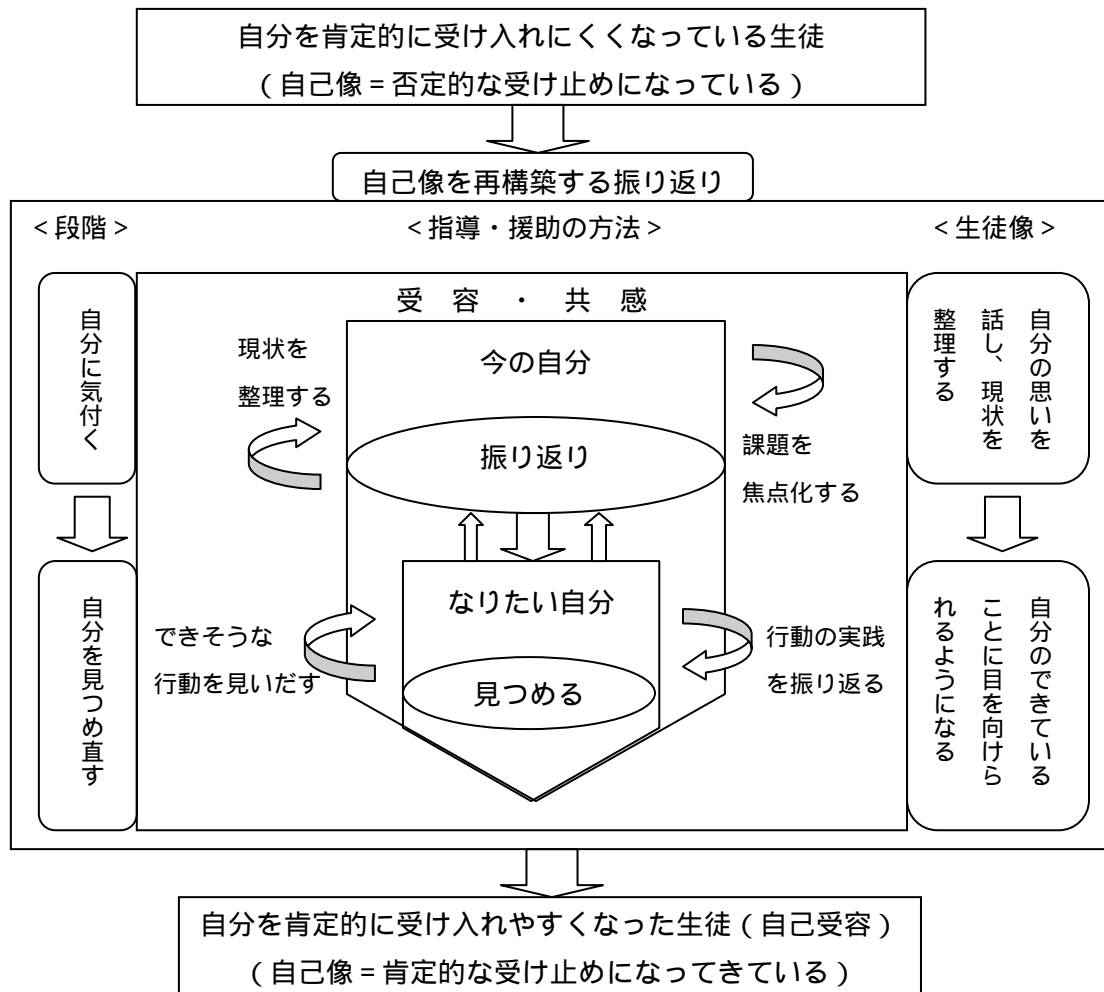 自分を肯定的に受け入れにくくなっている生徒
(自己像=否定的な受け止めになっている)
自己像を再構築する振り返り
<段階>
<指導・援助の方法>
<生徒像>
受容・共感
自分に気付く
現状を
整理する
今の自分
振り返り
課題を
焦点化する
自分の思いを
話し、現状を
整理する
自分を見つめ直す
できそうな
行動を見いだす
なりたい自分
見つめる
行動の実践
を振り返る
自分のできている
ことに目を向けら
れるようになる
自分を肯定的に受け入れやすくなった生徒(自己受容)
(自己像=肯定的な受け止めになってきている)